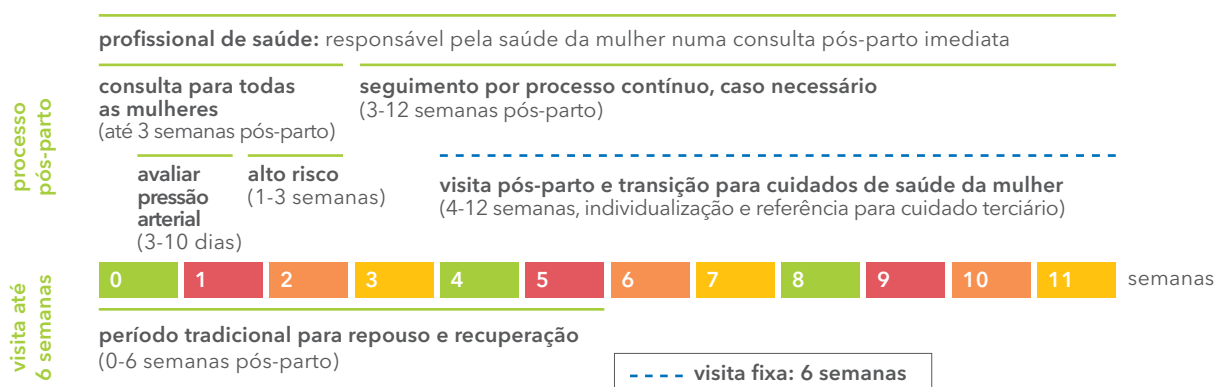 profissional de saúde: responsável pela saúde da mulher numa consulta pós-parto imediata
processo
pós-parto
consulta para todas
as mulheres
(até 3 semanas pós-parto)
seguimento por processo contínuo, caso necessário
(3-12 semanas pós-parto)
avaliar
pressão
arterial
(3-10 dias)
alto risco
(1-3 semanas)
visita pós-parto e transição para cuidados de saúde da mulher
(4-12 semanas, individualização e referência para cuidado terciário)
0 1 2 3 4 5 6 7 8 9 10 11 semanas
visita até
6 semanas
período tradicional para repouso e recuperação
(0-6 semanas pós-parto)
visita fixa: 6 semanas